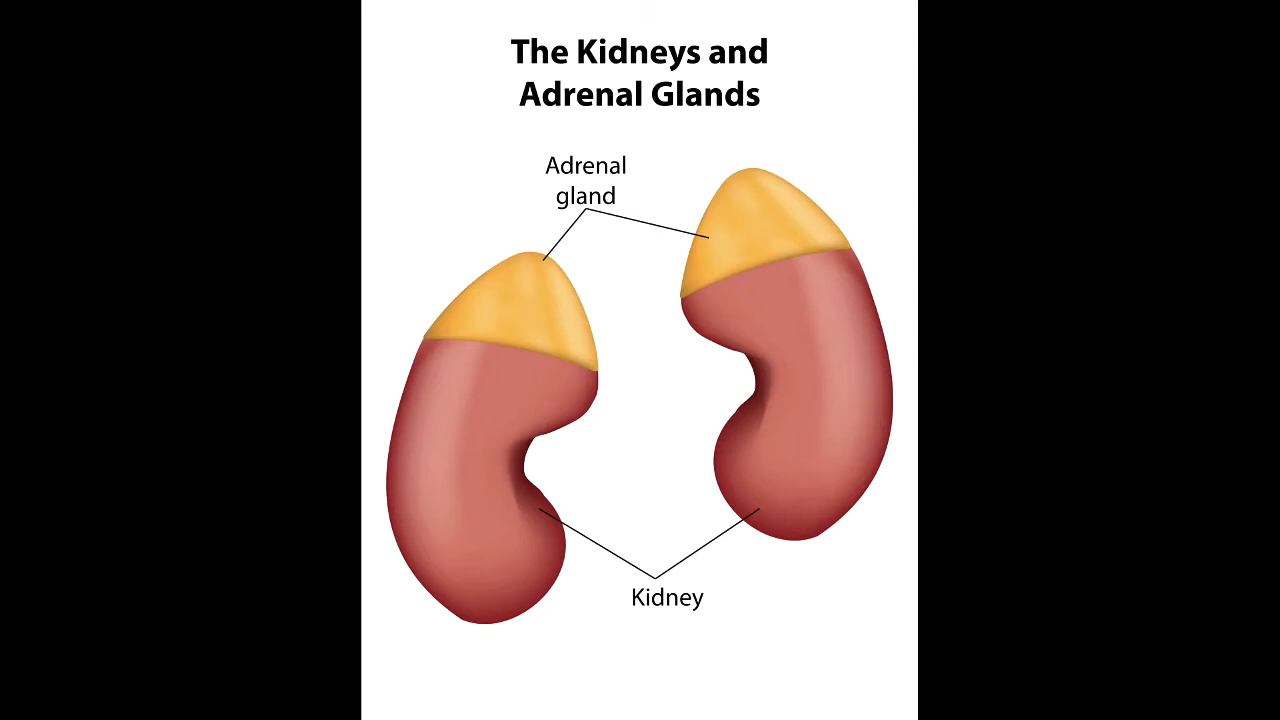 The Kidneys and
Adrenal Glands
Adrenal
gland
Kidney